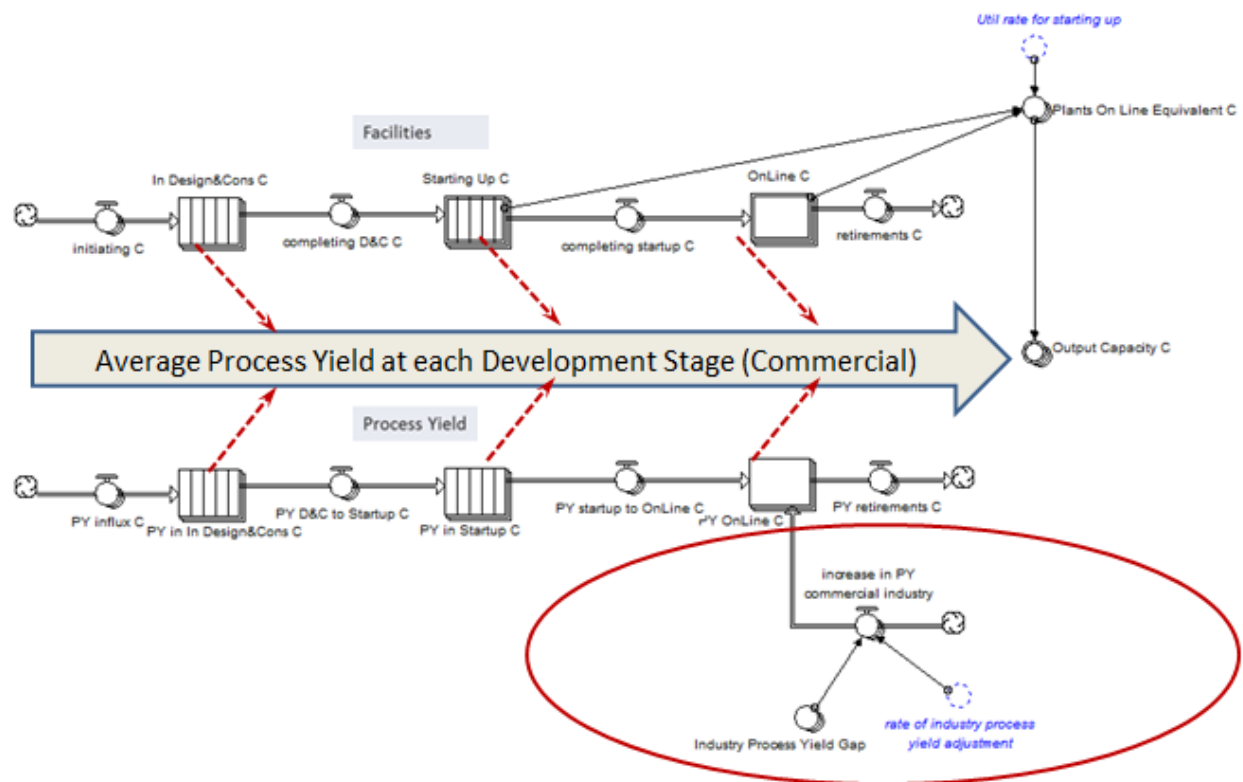 Util rate for starting up
Plants On Line Equivalent C
Facilities
In Design&Cons C
Starting Up C
OnLine C
initiating C
completing D&C C
completing startup C
retirements C
Average Process Yield at each Development Stage (Commercial)
Output Capacity C
Process Yield
PY influx C
PY in In Design&Cons C
PY D&C to Startup C
PY in Startup C
PY startup to OnLine C
PY OnLine C
PY retirements C
increase in PY
commercial industry
Industry Process Yield Gap
rate of industry process
yield adjustment